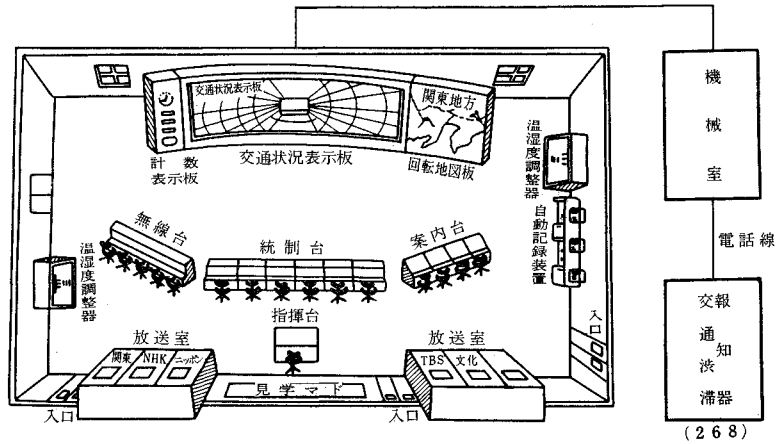 交通状況表示板
関東地方
計数
表示板
交通状況表示板
回転地図板
温湿度調整器
自動記録装置
無線台
統制台
案内台
温湿度調整器
指揮台
放送室
関東
NHK
ニッポン
放送室
TBS
文化
見学マド
入口
入口
入口
機械室
電話線
交通渋滞
報知器
(268)